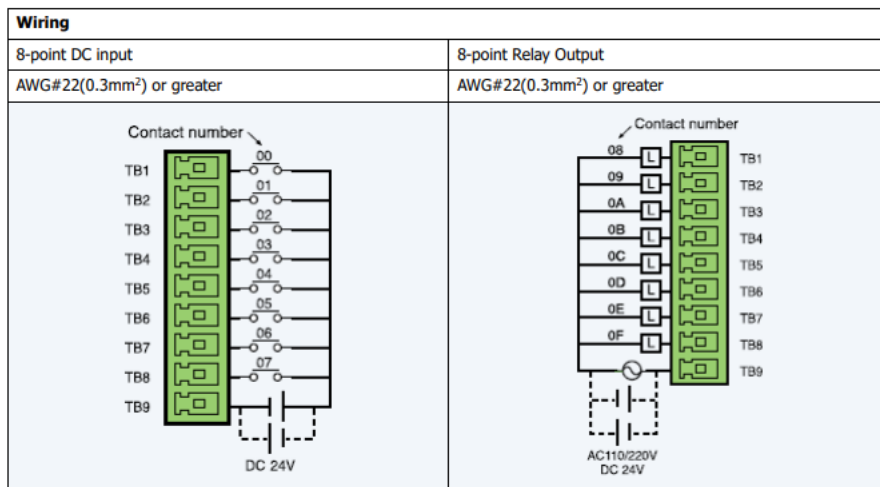 Wiring
8-point DC input
8-point Relay Output
AWG#22(0.3mm²) or greater
AWG#22(0.3mm²) or greater
Contact number
00
TB1
01
TB2
02
TB3
03
TB4
04
TB5
05
TB6
06
TB7
07
TB8
TB9
DC 24V
Contact number
08 L TB1
09 L TB2
0A L TB3
0B L TB4
0C L TB5
0D L TB6
0E L TB7
0F L TB8
TB9
AC110/220V
DC 24V